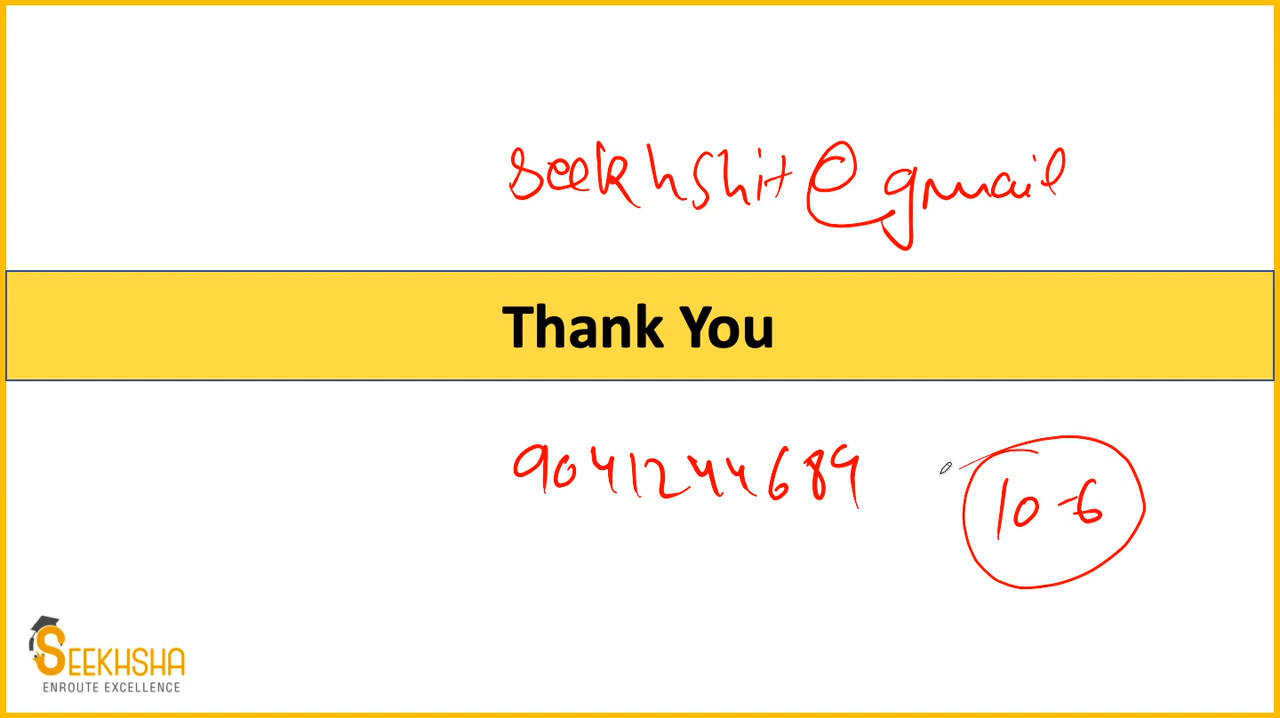 seekhshit@gmail
Thank You
9041244689
10-6
SEEKHSHA
ENROUTE EXCELLENCE